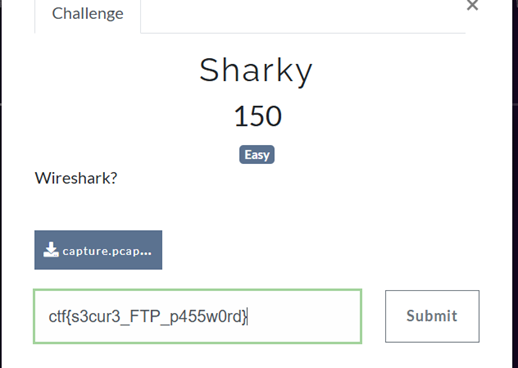 Challenge
×
Sharky
150
Easy
Wireshark?
capture.pcap...
ctf{s3cur3_FTP_p455w0rd}
Submit